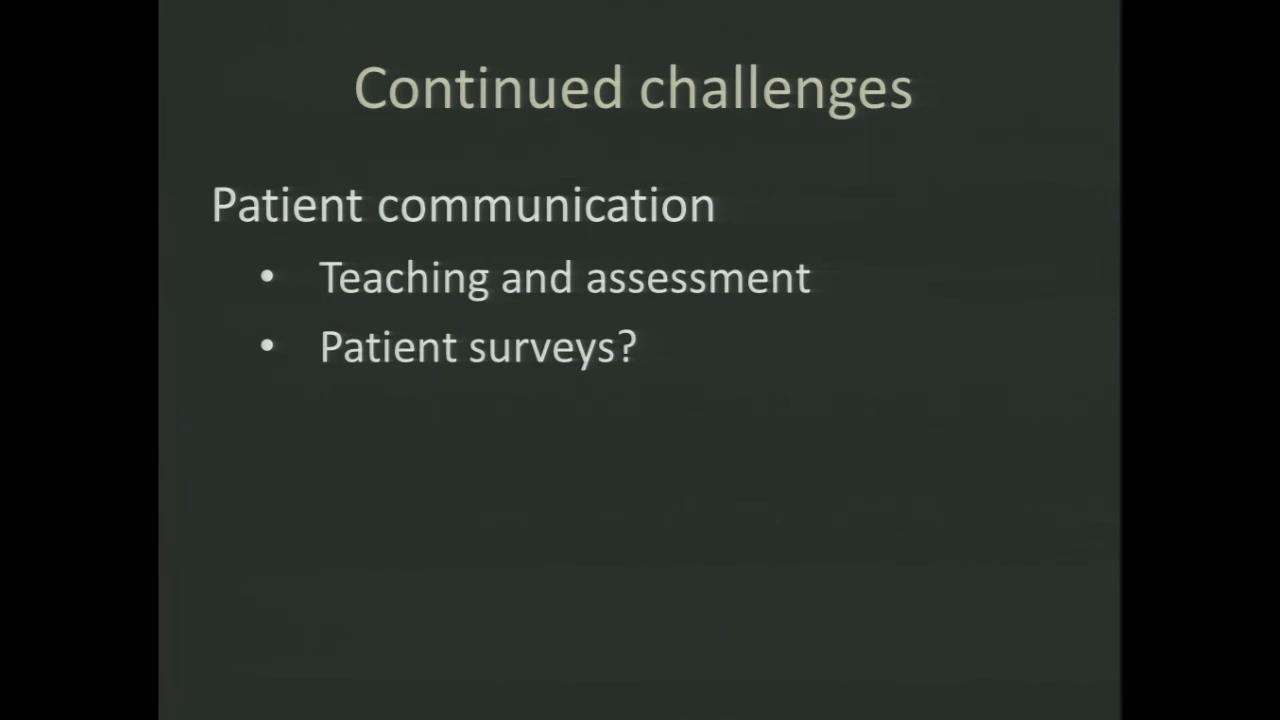 Continued challenges
Patient communication
• Teaching and assessment
• Patient surveys?